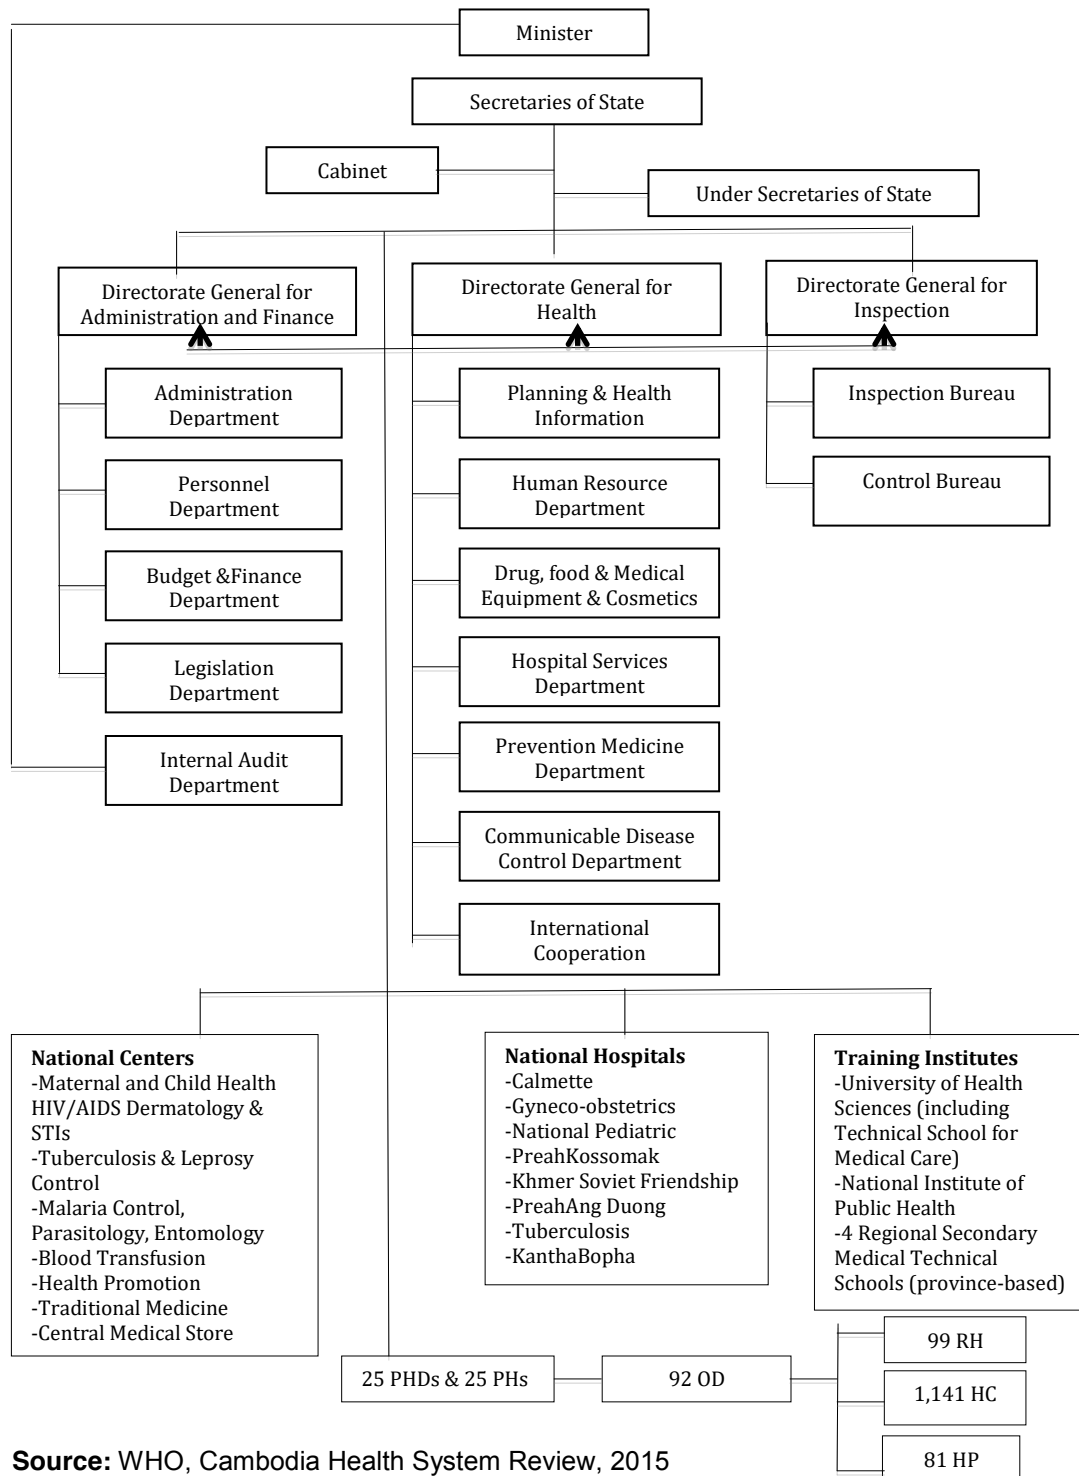 Minister
Secretaries of State
Cabinet
Under Secretaries of State
Directorate General for
Administration and Finance
Directorate General for
Health
Directorate General for
Inspection
Administration
Department
Personnel
Department
Budget &Finance
Department
Legislation
Department
Internal Audit
Department
Planning & Health
Information
Human Resource
Department
Drug, food & Medical
Equipment & Cosmetics
Hospital Services
Department
Prevention Medicine
Department
Communicable Disease
Control Department
International
Cooperation
Inspection Bureau
Control Bureau
National Centers
-Maternal and Child Health
HIV/AIDS Dermatology &
STIs
-Tuberculosis & Leprosy
Control
-Malaria Control,
Parasitology, Entomology
-Blood Transfusion
-Health Promotion
-Traditional Medicine
-Central Medical Store
National Hospitals
-Calmette
-Gyneco-obstetrics
-National Pediatric
-PreahKossomak
-Khmer Soviet Friendship
-PreahAng Duong
-Tuberculosis
-KanthaBopha
Training Institutes
-University of Health
Sciences (including
Technical School for
Medical Care)
-National Institute of
Public Health
-4 Regional Secondary
Medical Technical
Schools (province-based)
25 PHDs & 25 PHs
92 OD
99 RH
1,141 HC
81 HP
Source: WHO, Cambodia Health System Review, 2015